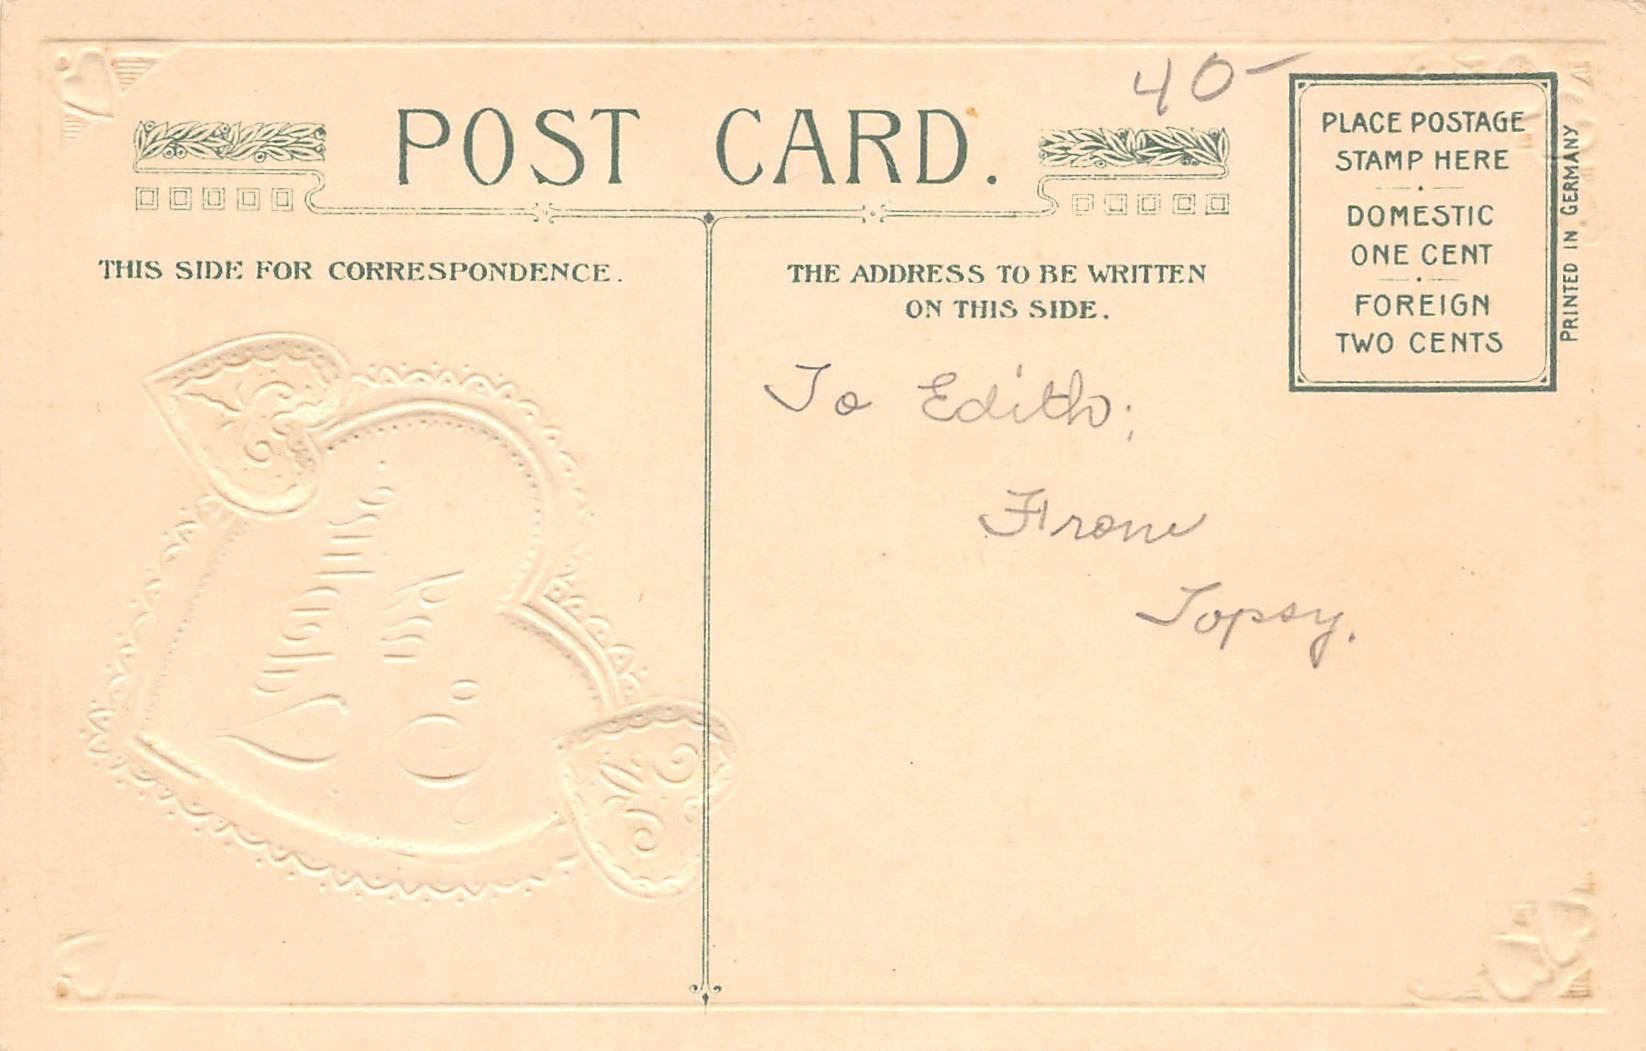 40-
POST CARD.
PLACE POSTAGE
STAMP HERE
DOMESTIC
ONE CENT
FOREIGN
TWO CENTS
PRINTED IN GERMANY
THIS SIDE FOR CORRESPONDENCE.
THE ADDRESS TO BE WRITTEN
ON THIS SIDE.
To Edith;
From
Topsy.